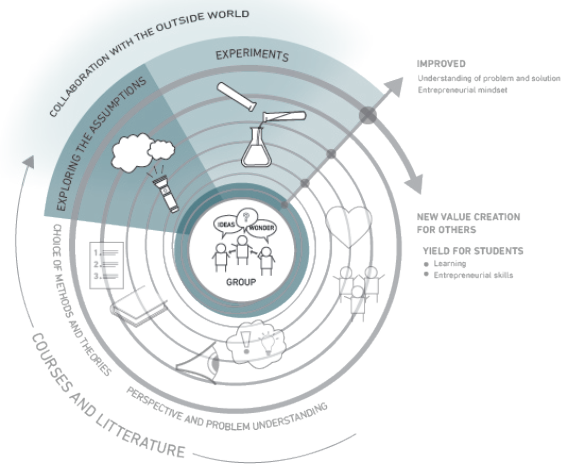 COLLABORATION WITH THE OUTSIDE WORLD
EXPERIMENTS
EXPLORING THE ASSUMPTIONS
IMPROVED
Understanding of problem and solution
Entrepreneurial mindset
NEW VALUE CREATION
FOR OTHERS
YIELD FOR STUDENTS
Learning
Entrepreneurial skills
IDEAS
?
WONDER
GROUP
1.
2.
3.
!
CHOICE OF METHODS AND THEORIES
PERSPECTIVE AND PROBLEM UNDERSTANDING
COURSES AND LITTERATURE